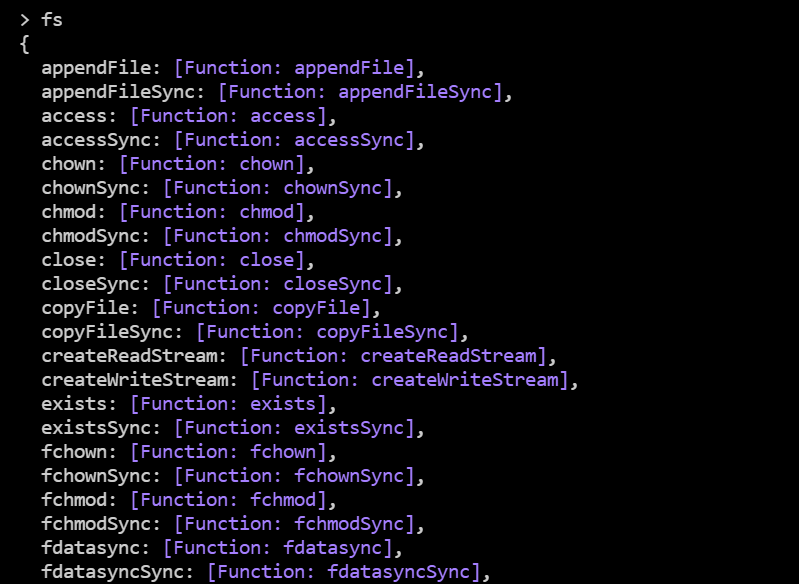 > fs
{
  appendFile: [Function: appendFile],
  appendFileSync: [Function: appendFileSync],
  access: [Function: access],
  accessSync: [Function: accessSync],
  chown: [Function: chown],
  chownSync: [Function: chownSync],
  chmod: [Function: chmod],
  chmodSync: [Function: chmodSync],
  close: [Function: close],
  closeSync: [Function: closeSync],
  copyFile: [Function: copyFile],
  copyFileSync: [Function: copyFileSync],
  createReadStream: [Function: createReadStream],
  createWriteStream: [Function: createWriteStream],
  exists: [Function: exists],
  existsSync: [Function: existsSync],
  fchown: [Function: fchown],
  fchownSync: [Function: fchownSync],
  fchmod: [Function: fchmod],
  fchmodSync: [Function: fchmodSync],
  fdatasync: [Function: fdatasync],
  fdatasyncSync: [Function: fdatasyncSync],